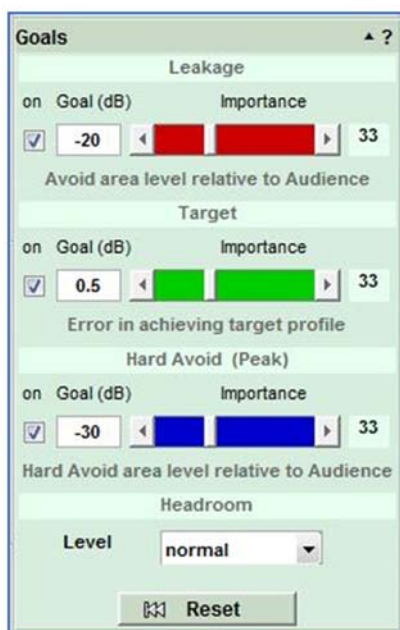 Goals ?
Leakage
on Goal (dB) Importance
-20 33
Avoid area level relative to Audience
Target
on Goal (dB) Importance
0.5 33
Error in achieving target profile
Hard Avoid (Peak)
on Goal (dB) Importance
-30 33
Hard Avoid area level relative to Audience
Headroom
Level normal
Reset